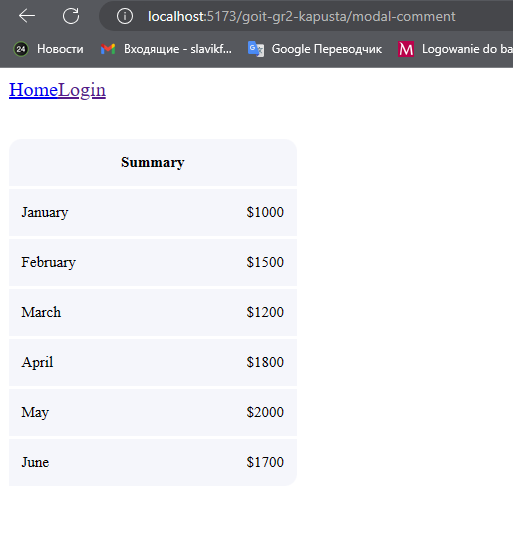 localhost:5173/goit-gr2-kapusta/modal-comment
24 Новости Входящие - slavikf... Google Переводчик M Logowanie do ba
HomeLogin
Summary
January $1000
February $1500
March $1200
April $1800
May $2000
June $1700